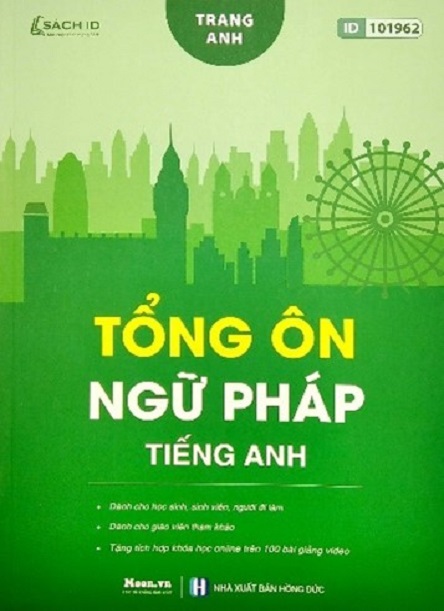 SÁCH ID
TRANG
ANH
ID 101962
TỔNG ÔN
NGỮ PHÁP
TIẾNG ANH
• Dành cho học sinh, sinh viên, người đi làm
• Dành cho giáo viên tham khảo
• Tặng tích hợp khóa học online trên 100 bài giảng video
Moon.vn
NHÀ XUẤT BẢN HỒNG ĐỨC